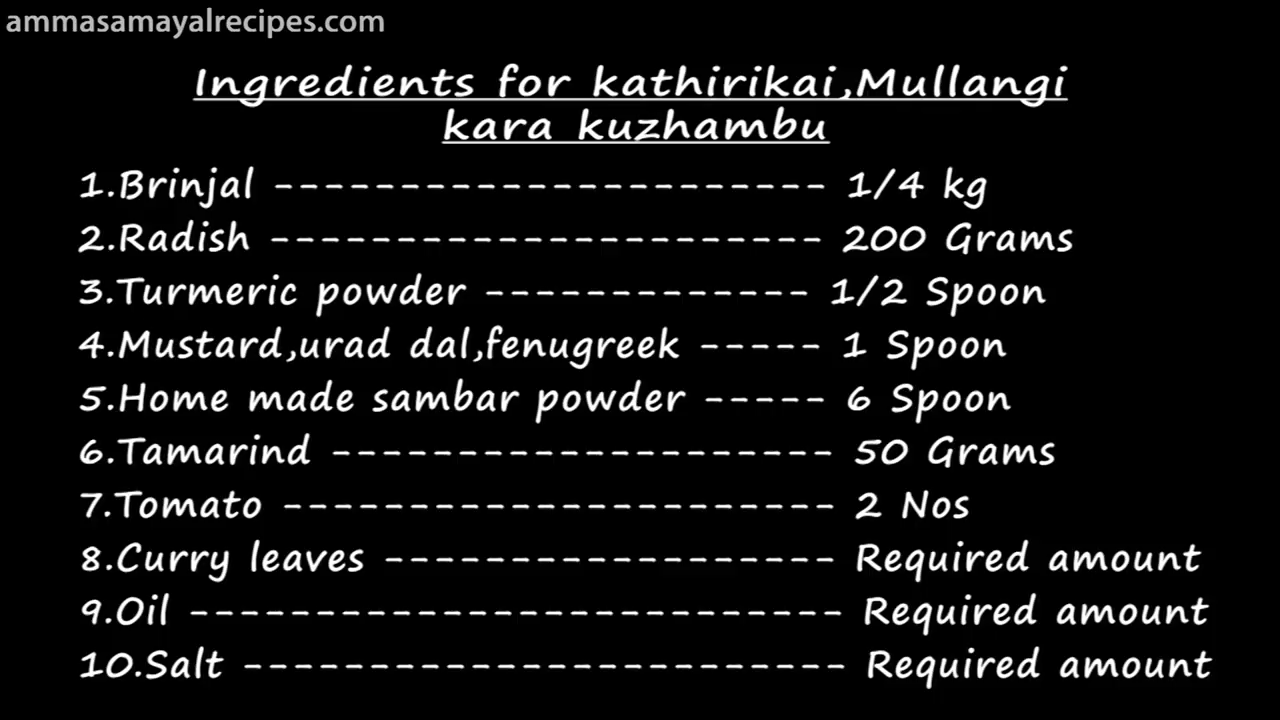 ammasamayalrecipes.com
Ingredients for kathirikai,Mullangi
kara kuzhambu
1.Brinjal ---------------------- 1/4 kg
2.Radish ---------------------- 200 Grams
3.Turmeric powder ------------- 1/2 Spoon
4.Mustard,urad dal,fenugreek ----- 1 Spoon
5.Home made sambar powder ----- 6 Spoon
6.Tamarind -------------------- 50 Grams
7.Tomato ---------------------- 2 Nos
8.Curry leaves ------------------ Required amount
9.Oil -------------------------- Required amount
10.Salt ------------------------ Required amount